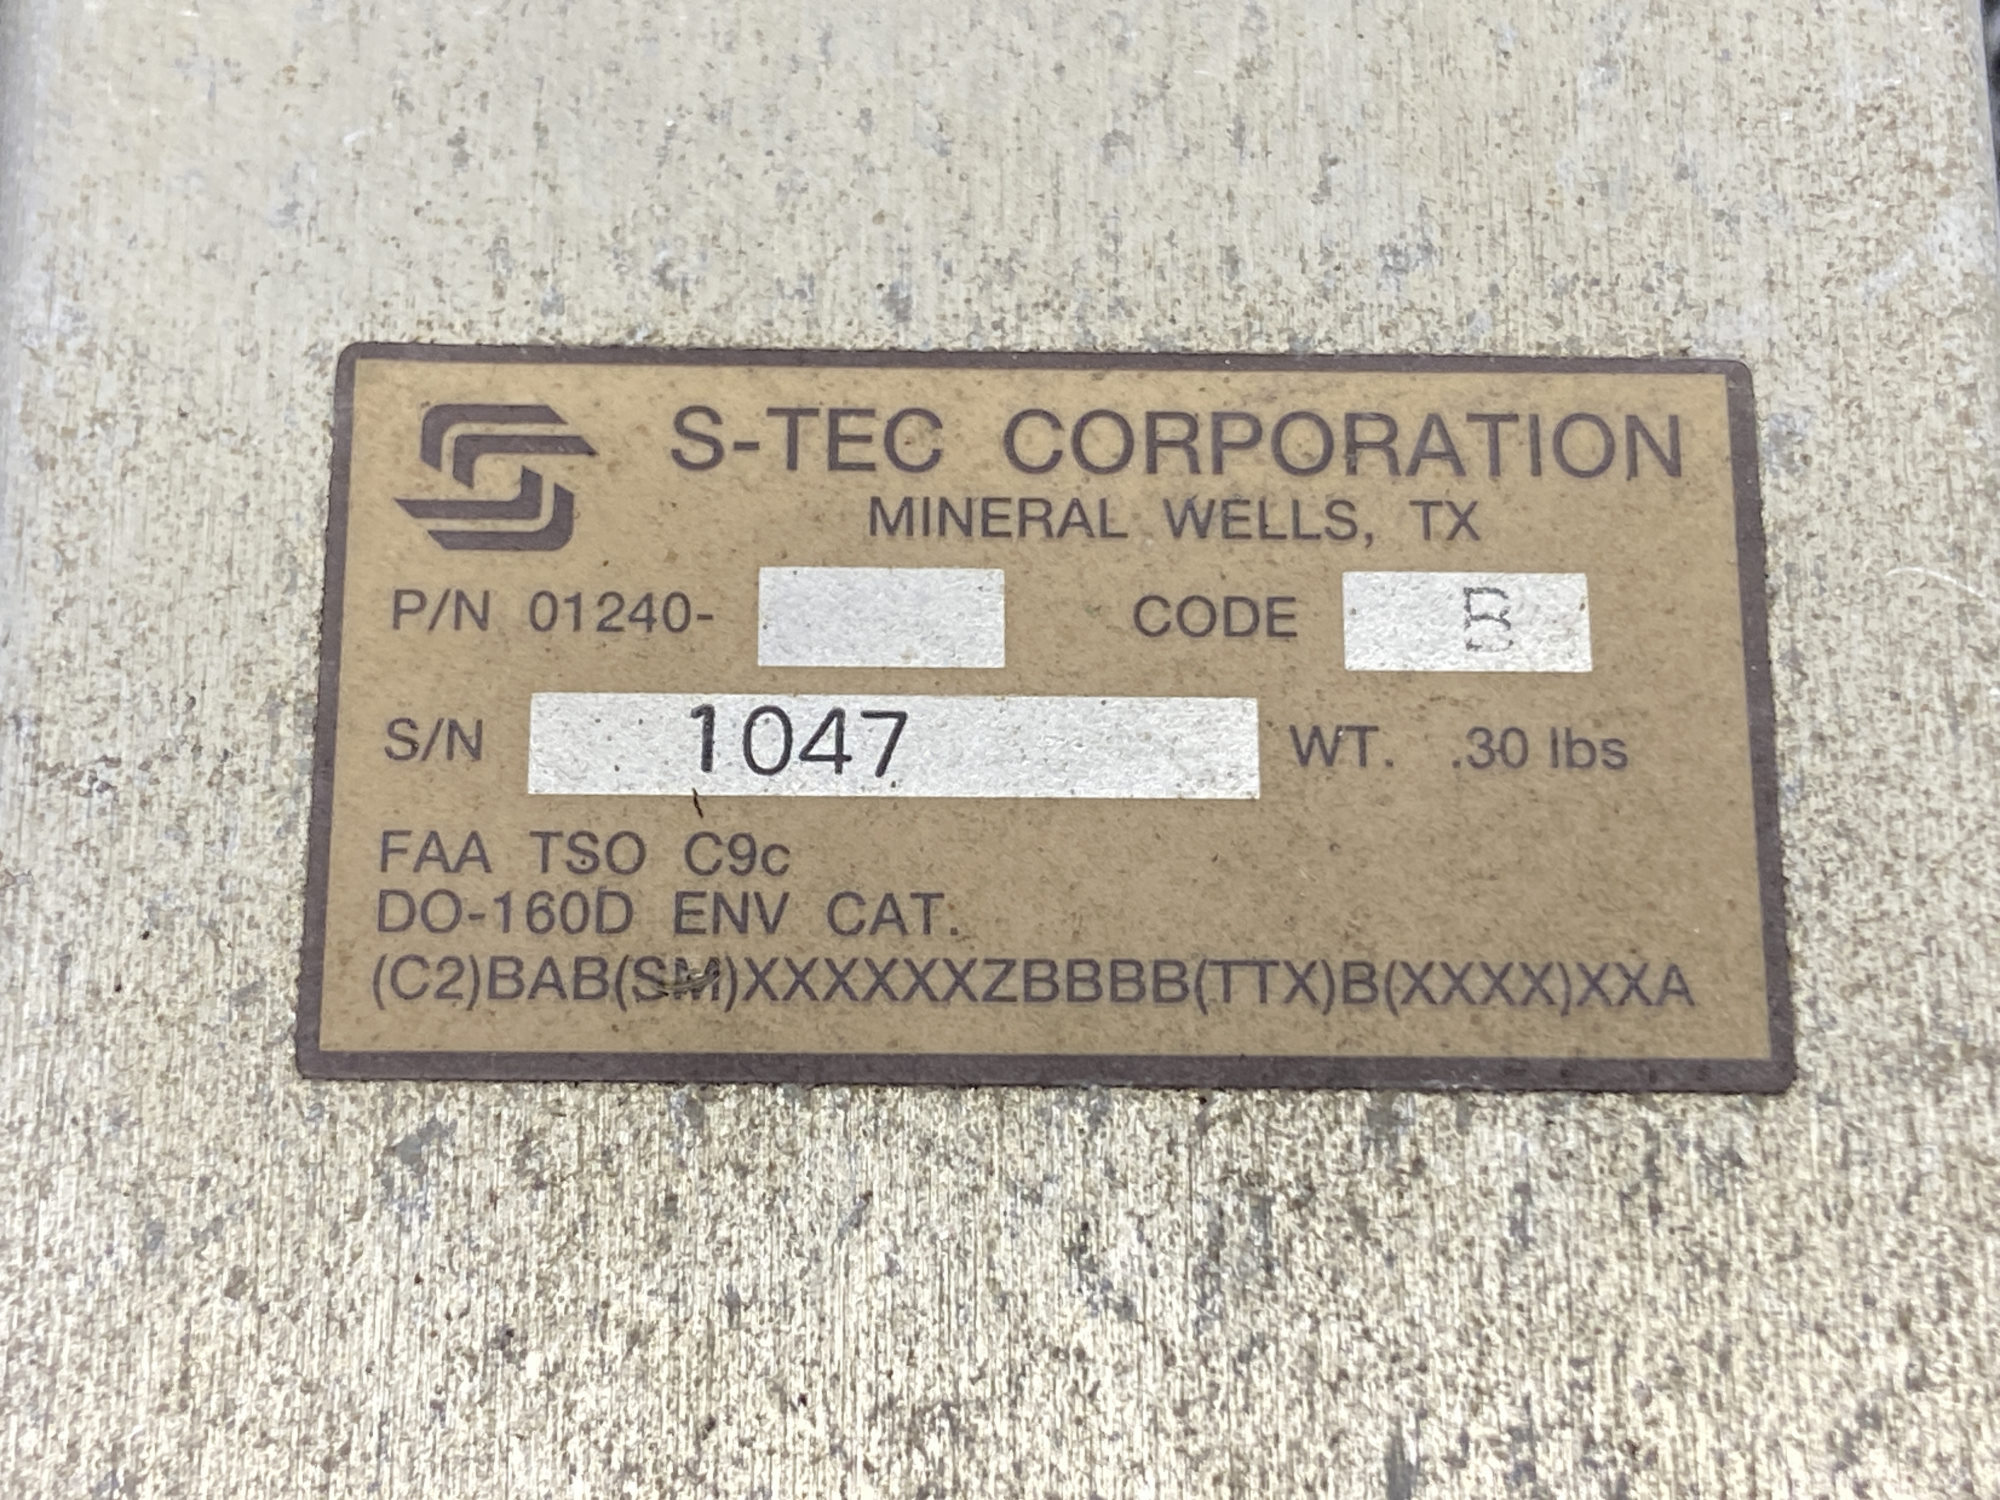 S-TEC CORPORATION
MINERAL WELLS, TX
P/N 01240- CODE B
S/N 1047 WT. .30 lbs
FAA TSO C9c
DO-160D ENV CAT.
(C2)BAB(SM)XXXXXXZBBBB(TTX)B(XXXX)XXA